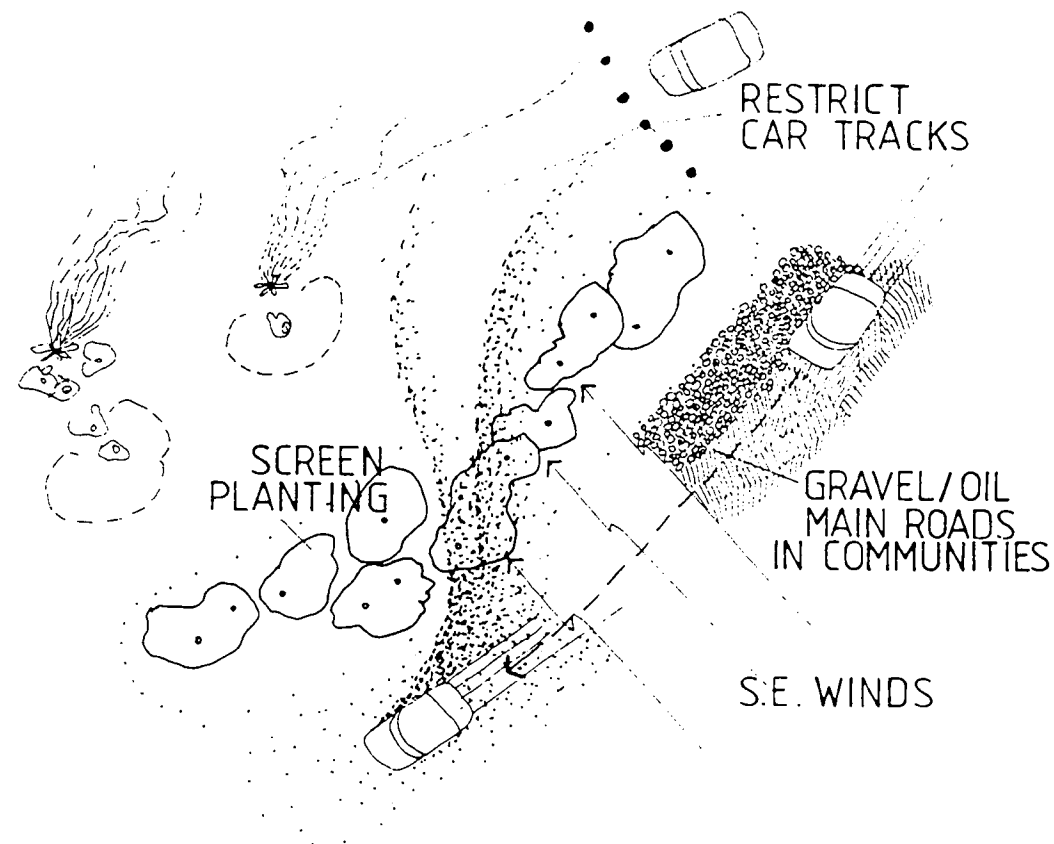 RESTRICT
CAR TRACKS
SCREEN
PLANTING
GRAVEL/OIL
MAIN ROADS
IN COMMUNITIES
S.E. WINDS